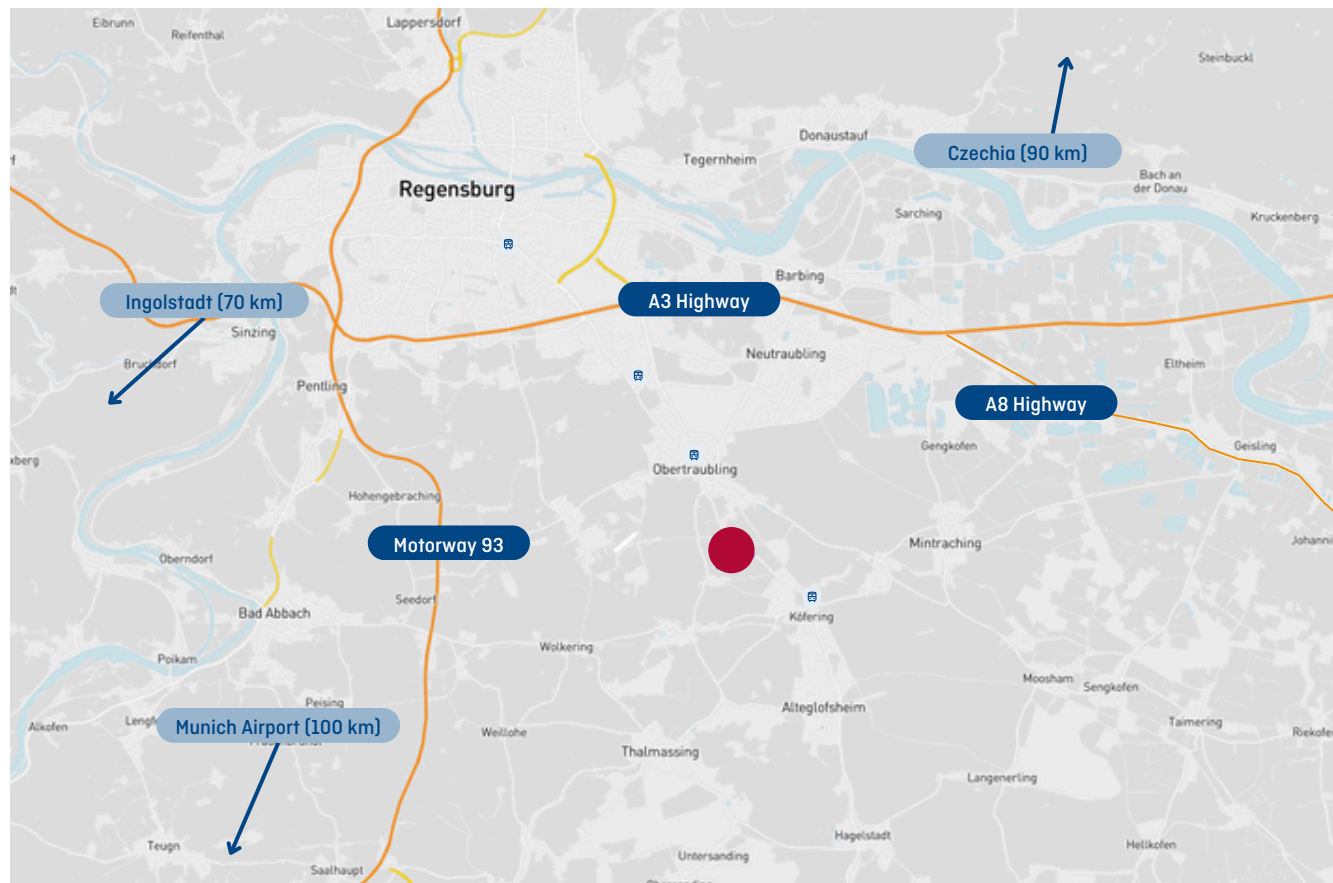 Eibrunn
Lappersdorf
Reifenthal
Steinbuckl
Donaustauf
Czechia (90 km)
Tegernheim
Bach an
der Donau
Regensburg
Sarching
Kruckenberg
Barbing
Ingolstadt (70 km)
A3 Highway
Sinzing
Neutraubling
Bruckdorf
Eltheim
Pentling
A8 Highway
Gengkofen
Geisling
Obertraubling
Hohengebraching
Motorway 93
Mintraching
Oberndorf
Seedorf
Bad Abbach
Köfering
Wolkering
Poikam
Moosham
Sengkofen
Peising
Alteglofsheim
Alkofen
Munich Airport (100 km)
Taimering
Weillohe
Thalmassing
Langenerling
Hagelstadt
Teugn
Hellkofen
Untersanding
Saalhaupt